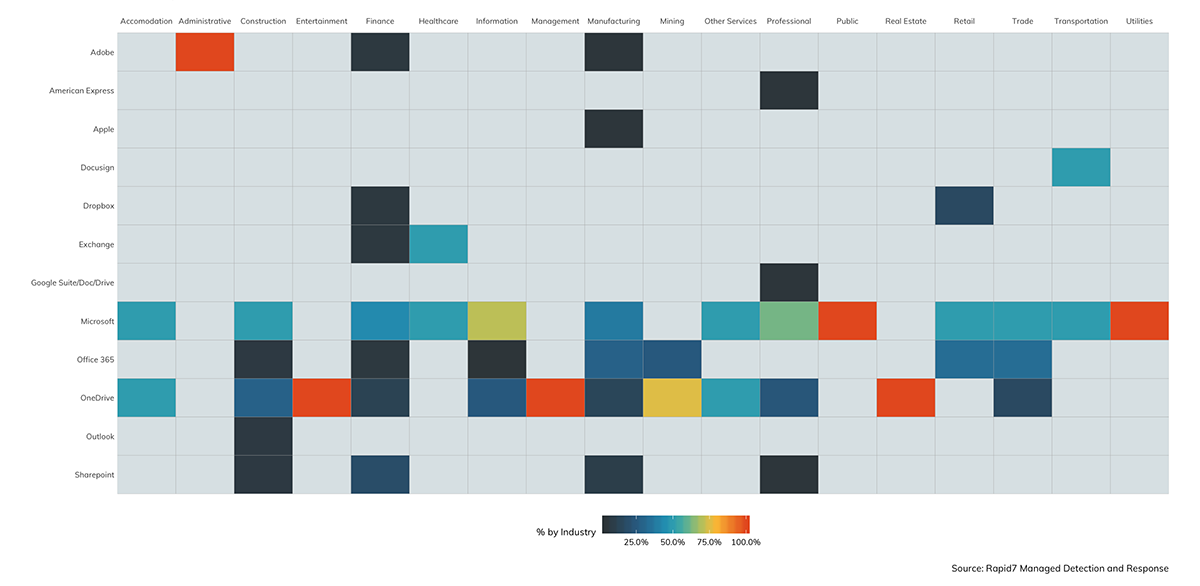 Accomodation Administrative Construction Entertainment Finance Healthcare Information Management Manufacturing Mining Other Services Professional Public Real Estate Retail Trade Transportation Utilities
Adobe
American Express
Apple
Docusign
Dropbox
Exchange
Google Suite/Doc/Drive
Microsoft
Office 365
OneDrive
Outlook
Sharepoint
% by Industry
25.0% 50.0% 75.0% 100.0%
Source: Rapid7 Managed Detection and Response